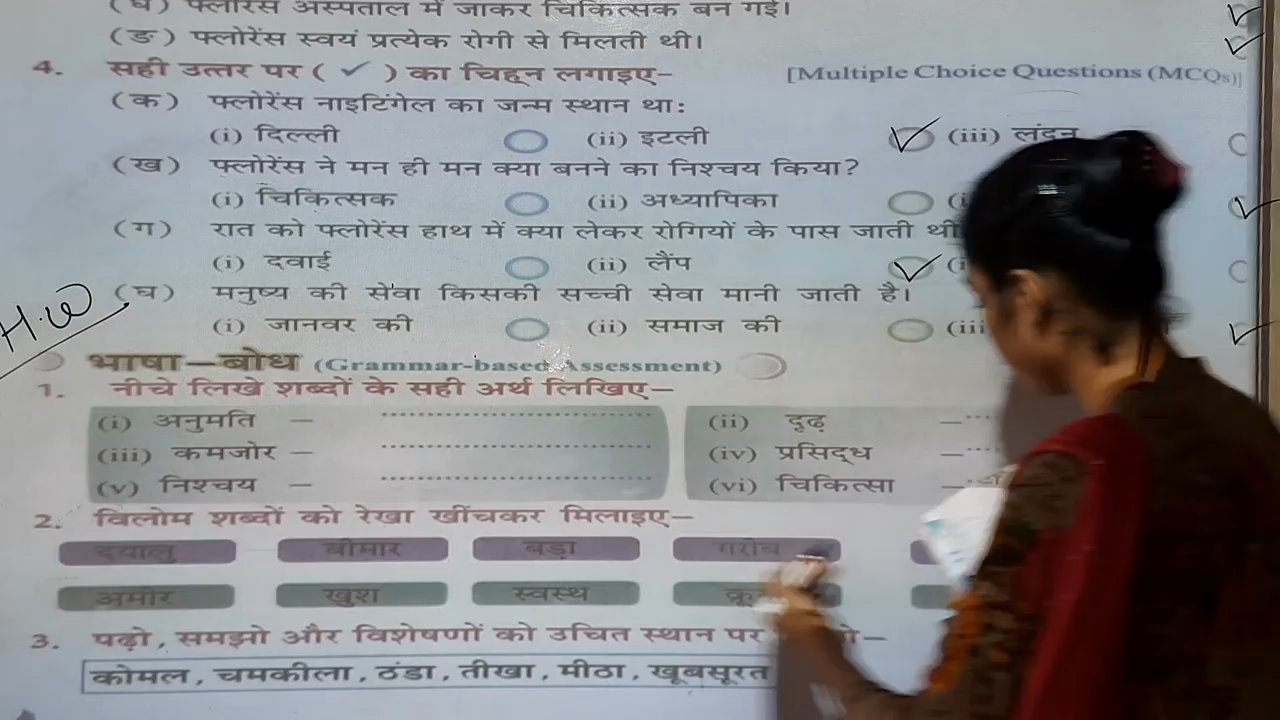 (घ) फ्लोरेंस अस्पताल में जाकर चिकित्सक बन गई।
(ङ) फ्लोरेंस स्वयं प्रत्येक रोगी से मिलती थी।
4. सही उत्तर पर ( ✓ ) का चिह्न लगाइए– [Multiple Choice Questions (MCQs)]
(क) फ्लोरेंस नाइटिंगेल का जन्म स्थान था:
(i) दिल्ली (ii) इटली (iii) लंदन
(ख) फ्लोरेंस ने मन ही मन क्या बनने का निश्चय किया?
(i) चिकित्सक (ii) अध्यापिका
(ग) रात को फ्लोरेंस हाथ में क्या लेकर रोगियों के पास जाती थी
(i) दवाई (ii) लैंप
H.W (घ) मनुष्य की सेवा किसकी सच्ची सेवा मानी जाती है।
(i) जानवर की (ii) समाज की (iii
भाषा–बोध (Grammar-based Assessment)
1. नीचे लिखे शब्दों के सही अर्थ लिखिए–
(i) अनुमति – (ii) दृढ़ –
(iii) कमजोर – (iv) प्रसिद्ध –
(v) निश्चय – (vi) चिकित्सा –
2. विलोम शब्दों को रेखा खींचकर मिलाइए–
दयालु बीमार बड़ा गरीब
अमीर खुश स्वस्थ
3. पढ़ो, समझो और विशेषणों को उचित स्थान पर
कोमल, चमकीला, ठंडा, तीखा, मीठा, खूबसूरत